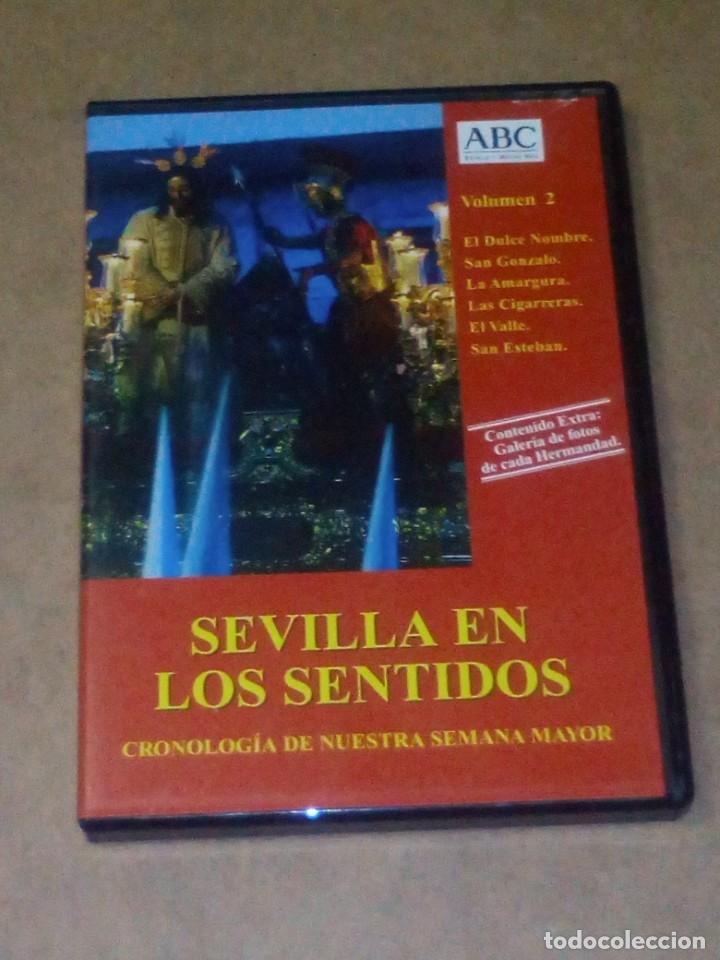 ABC
Volumen 2
El Dulce Nombre.
San Gonzalo.
La Amargura.
Las Cigarreras.
El Valle.
San Esteban.
Contenido Extra:
Galería de fotos
de cada Hermandad.
SEVILLA EN
LOS SENTIDOS
CRONOLOGÍA DE NUESTRA SEMANA MAYOR
todocoleccion